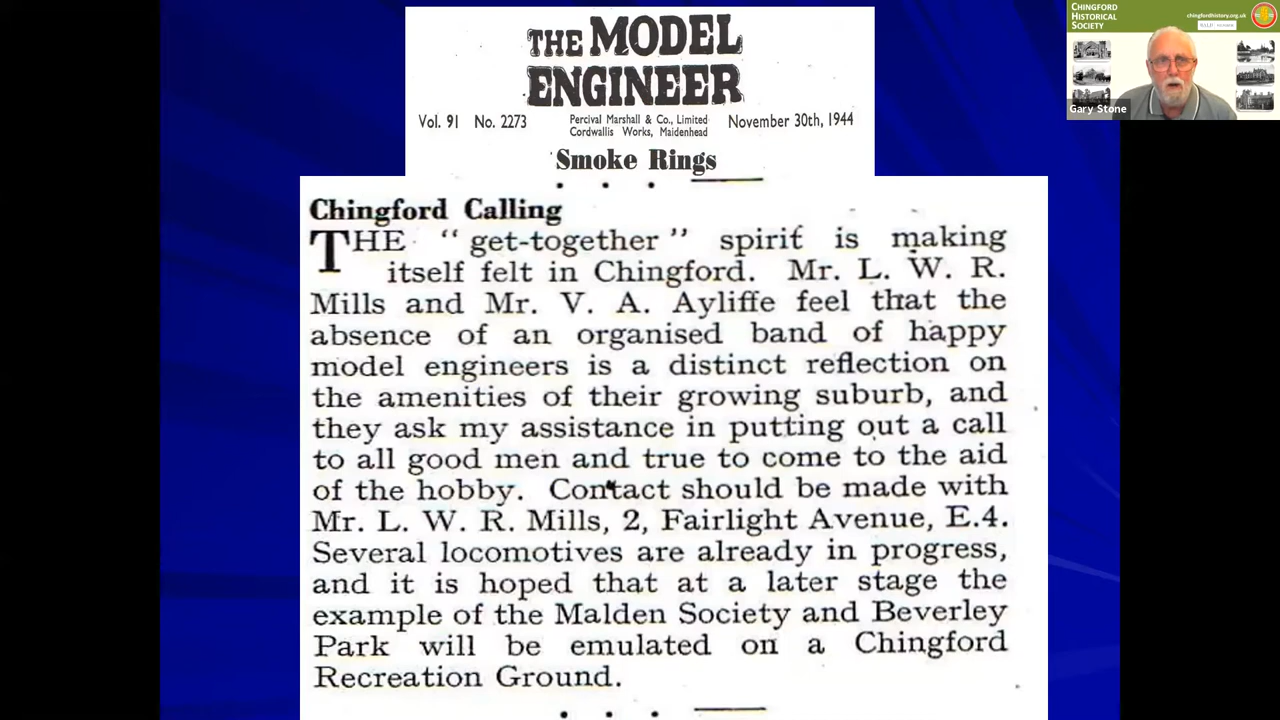 THE MODEL
ENGINEER
Vol. 91 No. 2273
Percival Marshall & Co., Limited
Cordwallis Works, Maidenhead
November 30th, 1944
Smoke Rings
Chingford Calling
THE “ get-together ” spirit is making
itself felt in Chingford. Mr. L. W. R.
Mills and Mr. V. A. Ayliffe feel that the
absence of an organised band of happy
model engineers is a distinct reflection on
the amenities of their growing suburb, and
they ask my assistance in putting out a call
to all good men and true to come to the aid
of the hobby. Contact should be made with
Mr. L. W. R. Mills, 2, Fairlight Avenue, E.4.
Several locomotives are already in progress,
and it is hoped that at a later stage the
example of the Malden Society and Beverley
Park will be emulated on a Chingford
Recreation Ground.
CHINGFORD
HISTORICAL
SOCIETY
chingfordhistory.org.uk
Gary Stone